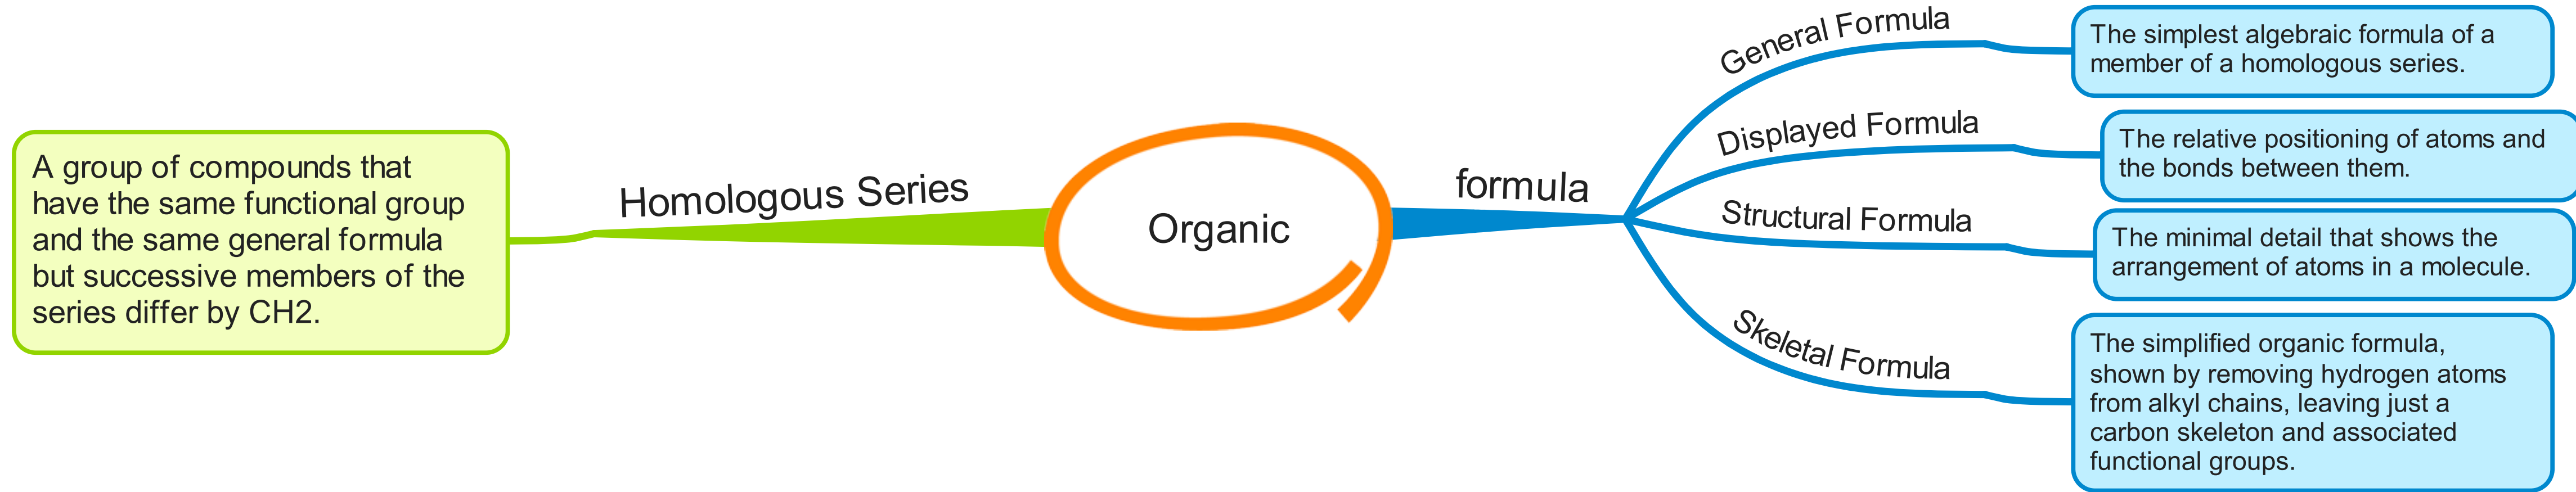 A group of compounds that
have the same functional group
and the same general formula
but successive members of the
series differ by CH2.
Homologous Series
Organic
formula
General Formula
The simplest algebraic formula of a
member of a homologous series.
Displayed Formula
The relative positioning of atoms and
the bonds between them.
Structural Formula
The minimal detail that shows the
arrangement of atoms in a molecule.
Skeletal Formula
The simplified organic formula,
shown by removing hydrogen atoms
from alkyl chains, leaving just a
carbon skeleton and associated
functional groups.